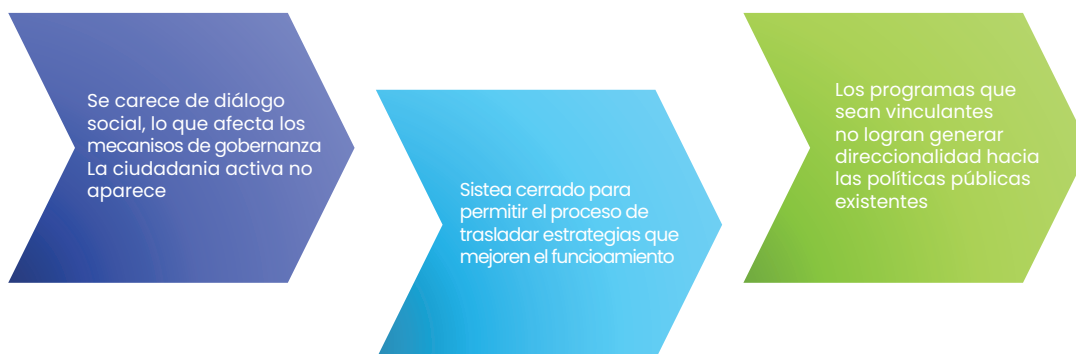 Se carece de diálogo
social, lo que afecta los
mecanisos de gobernanza
La ciudadania activa no
aparece
Sistea cerrado para
permitir el proceso de
trasladar estrategias que
mejoren el funcioamiento
Los programas que
sean vinculantes
no logran generar
direccionalidad hacia
las políticas públicas
existentes